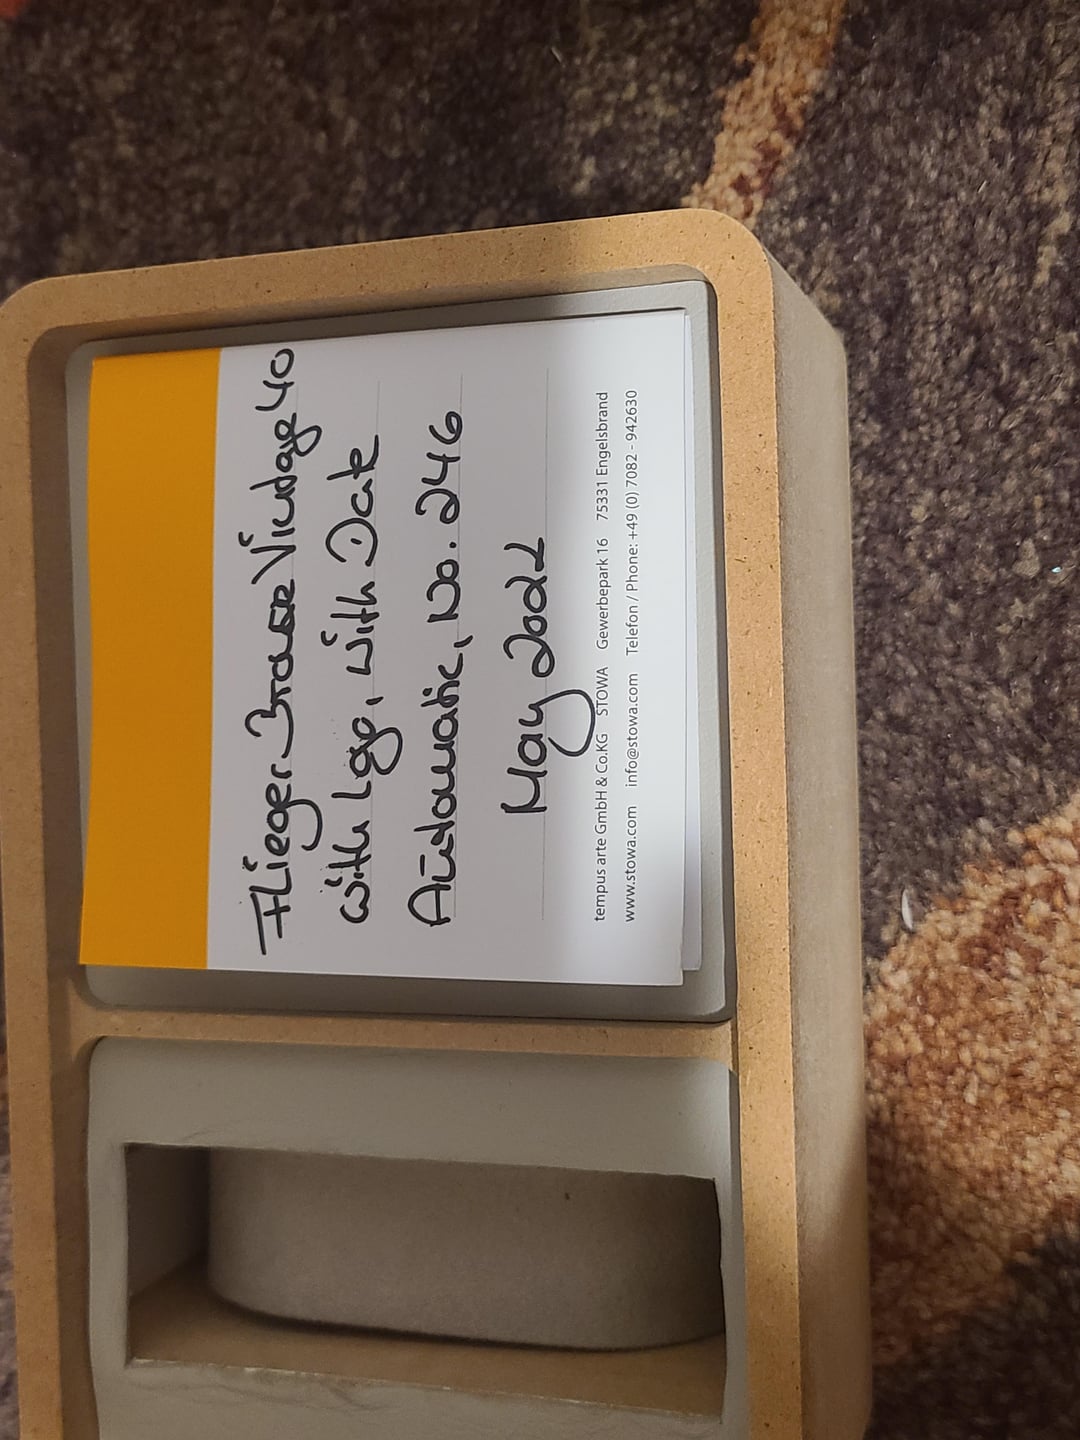 Flieger Bronze Vintage 40
with Logo, with Date
Automatic, No. 246
May 2022
tempus arte GmbH & Co.KG STOWA Gewerbepark 16 75331 Engelsbrand
www.stowa.com info@stowa.com Telefon / Phone: +49 (0) 7082 - 942630